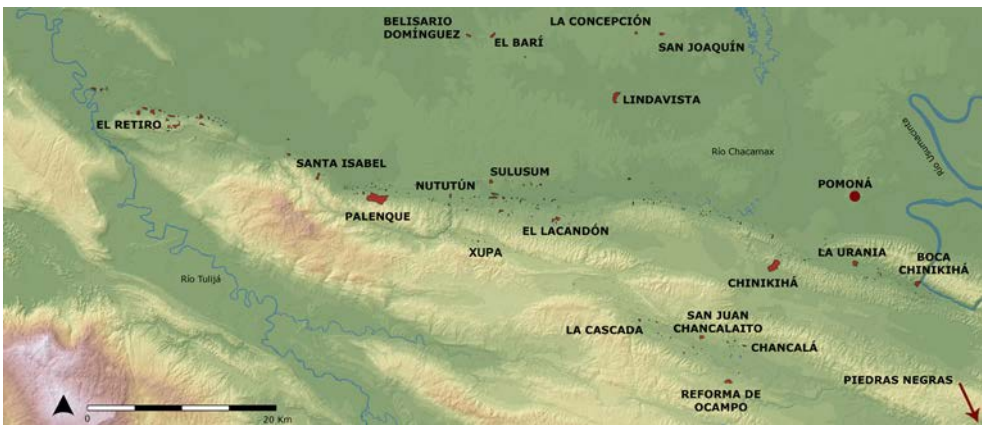 BELISARIO
DOMÍNGUEZ
EL BARÍ
LA CONCEPCIÓN
SAN JOAQUÍN
LINDAVISTA
EL RETIRO
Río Usumacinta
Río Chacamax
SANTA ISABEL
SULUSUM
NUTUTÚN
POMONÁ
PALENQUE
EL LACANDÓN
XUPA
LA URANIA
BOCA
CHINIKIHÁ
Río Tulijá
CHINIKIHÁ
SAN JUAN
CHANCALAITO
LA CASCADA
CHANCALÁ
PIEDRAS NEGRAS
REFORMA DE
OCAMPO
0
20 Km